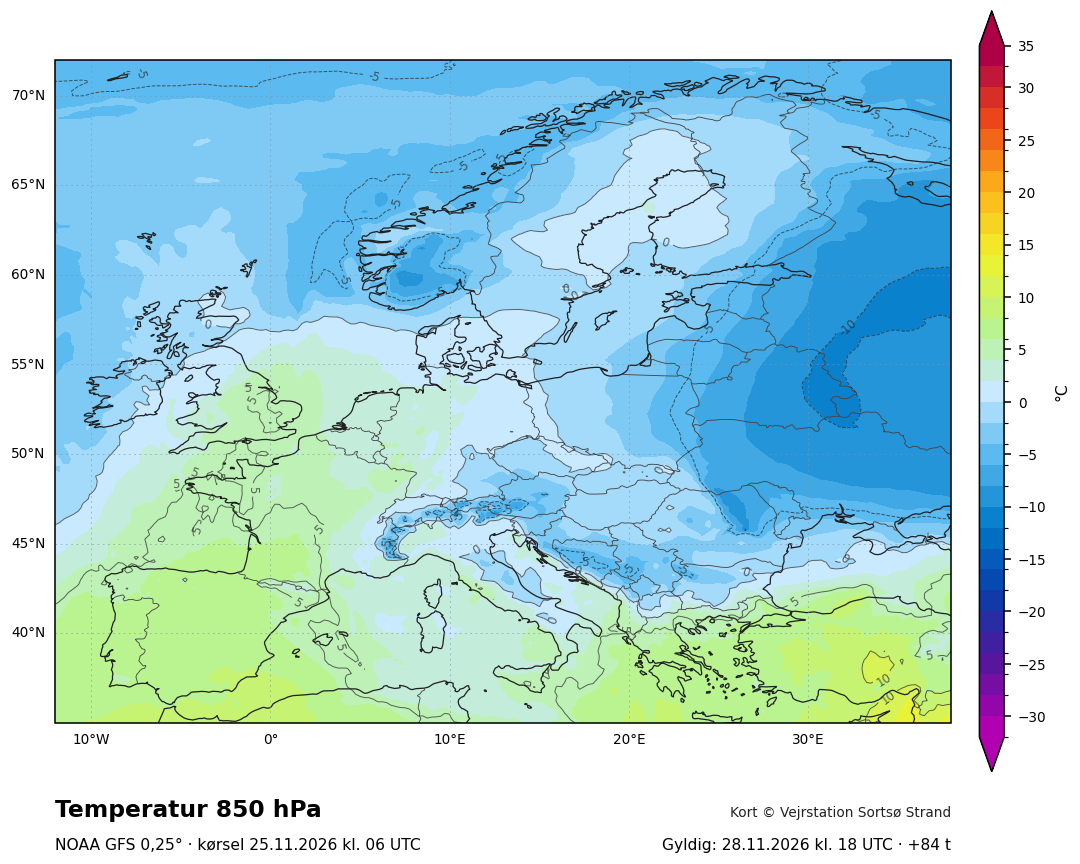 70°N
65°N
60°N
55°N
50°N
45°N
40°N
10°W 0° 10°E 20°E 30°E
35
30
25
20
15
10
5
0
−5
−10
−15
−20
−25
−30
°C
Temperatur 850 hPa
Kort © Vejrstation Sortsø Strand
NOAA GFS 0,25° · kørsel 25.11.2026 kl. 06 UTC
Gyldig: 28.11.2026 kl. 18 UTC · +84 t